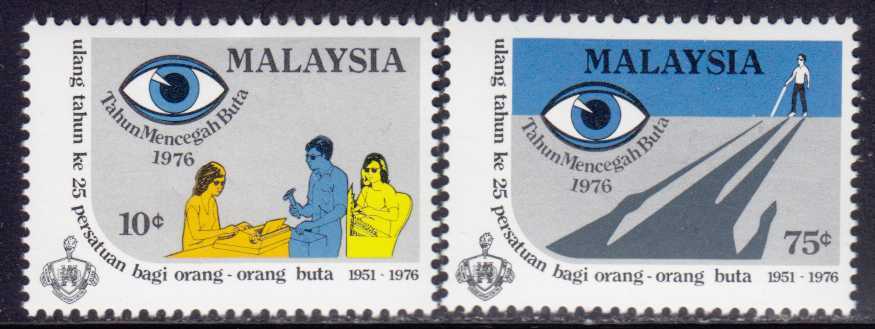 MALAYSIA
Tahun Mencegah Buta
1976
10¢
ulang tahun ke 25 persatuan bagi orang-orang buta 1951-1976
MALAYSIA
Tahun Mencegah Buta
1976
75¢
ulang tahun ke 25 persatuan bagi orang-orang buta 1951-1976